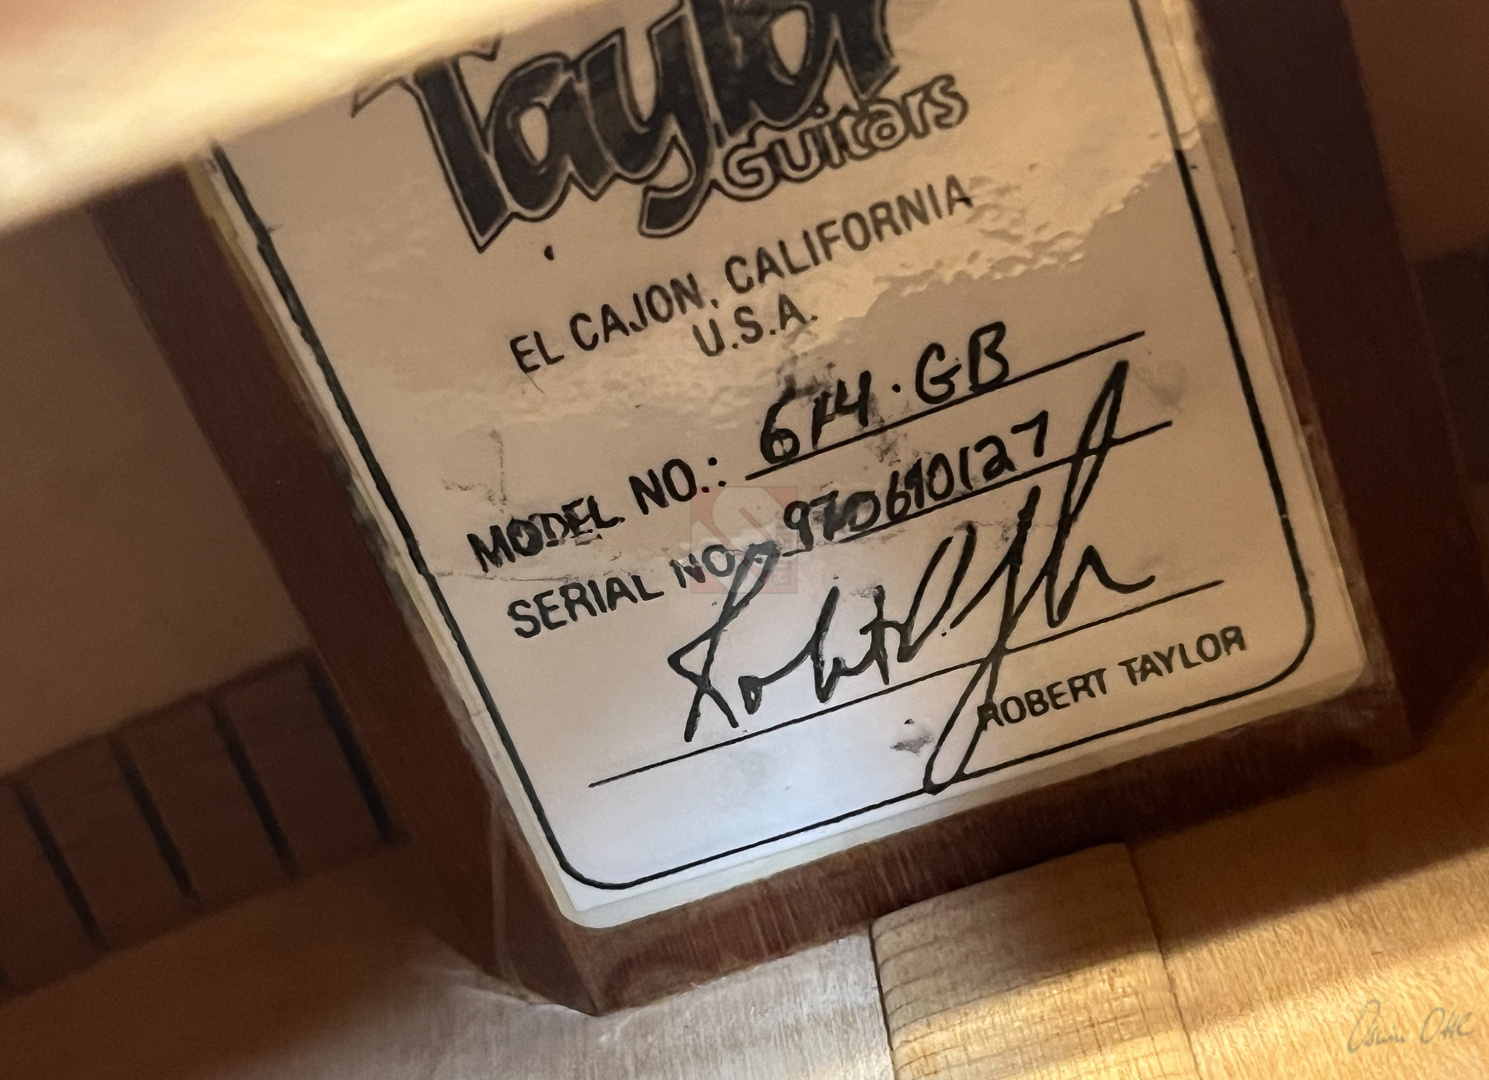 Taylor
GUITARS
EL CAJON, CALIFORNIA
U.S.A.
MODEL NO.: 614-GB
SERIAL NO.: 970610127
ROBERT TAYLOR